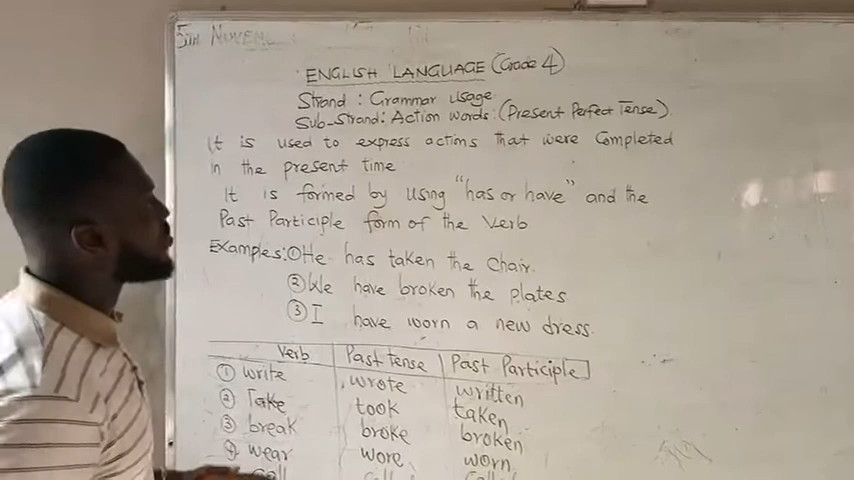 ENGLISH LANGUAGE (Grade 4)
Strand : Grammar usage
Sub-Strand: Action words: (Present Perfect Tense)
It is used to express actions that were Completed
in the present time
It is formed by using "has or have" and the
Past Participle form of the Verb
Examples: ① He has taken the Chair.
② We have broken the plates
③ I have worn a new dress.
Verb Past tense Past Participle
① write wrote written
② Take took taken
③ break broke broken
④ wear wore worn
call